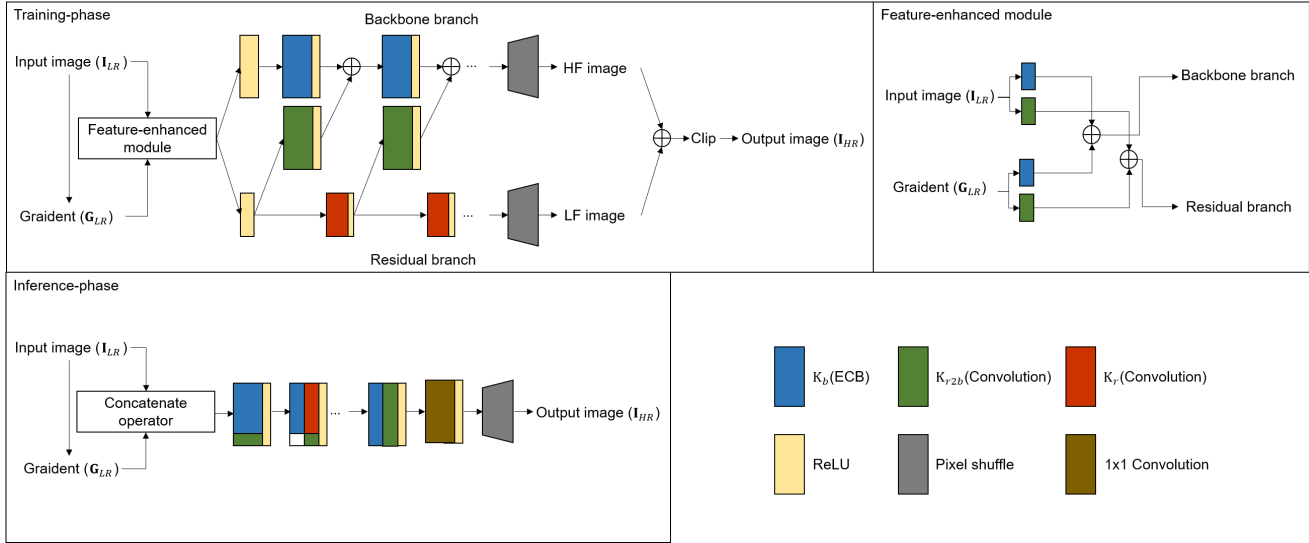 Training-phase
Backbone branch
Input image (I_LR)
Feature-enhanced
module
Graident (G_LR)
...
HF image
Clip
Output image (I_HR)
...
LF image
Residual branch
Feature-enhanced module
Input image (I_LR)
Backbone branch
Graident (G_LR)
Residual branch
Inference-phase
Input image (I_LR)
Concatenate
operator
Graident (G_LR)
...
Output image (I_HR)
K_b(ECB)
K_r2b(Convolution)
K_r(Convolution)
ReLU
Pixel shuffle
1x1 Convolution